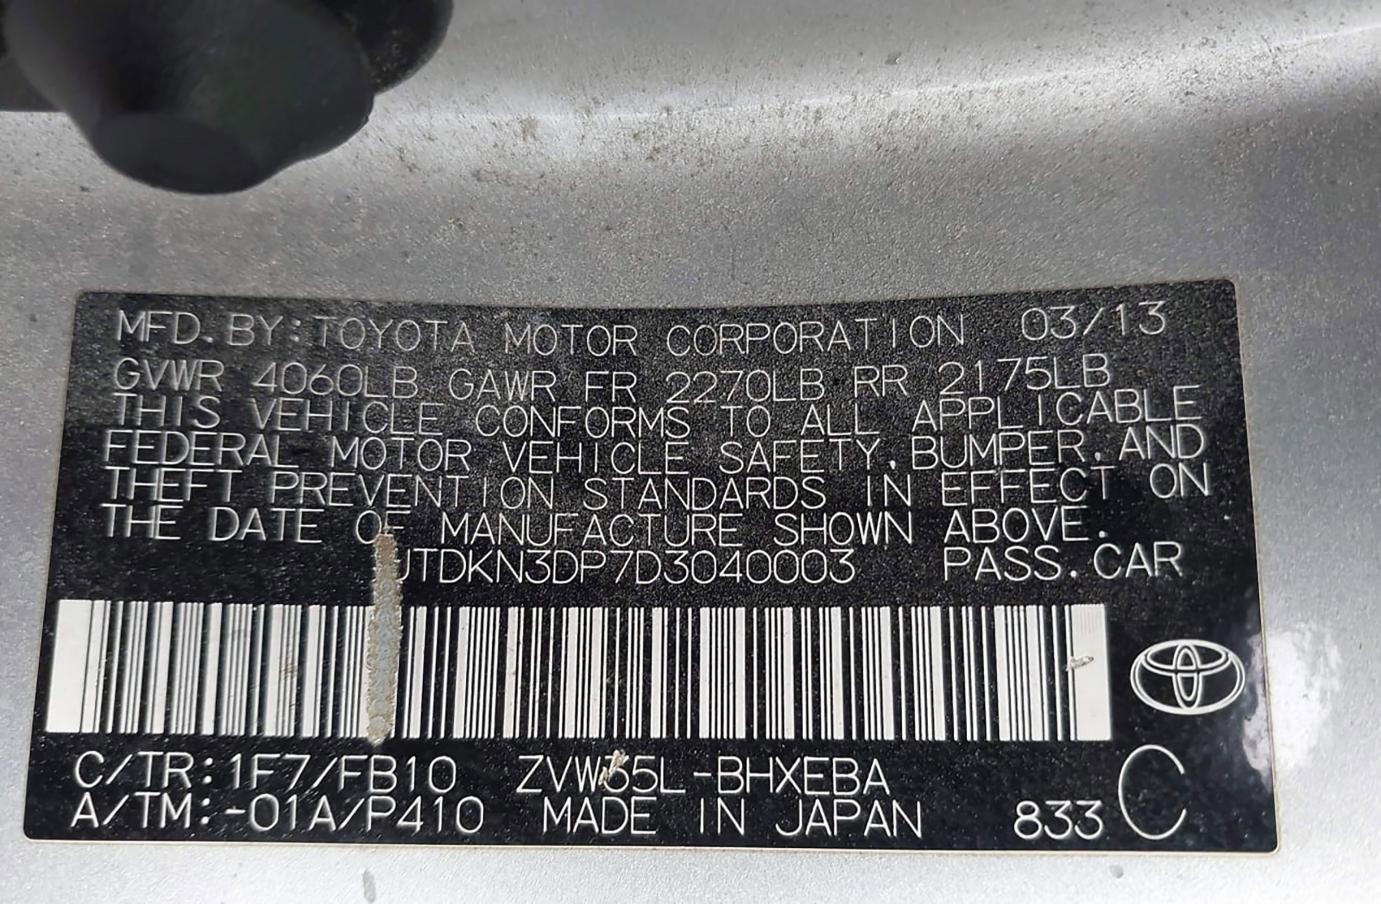 MFD. BY: TOYOTA MOTOR CORPORATION 03/13
GVWR 4060LB GAWR FR 2270LB RR 2175LB
THIS VEHICLE CONFORMS TO ALL APPLICABLE
FEDERAL MOTOR VEHICLE SAFETY, BUMPER, AND
THEFT PREVENTION STANDARDS IN EFFECT ON
THE DATE OF MANUFACTURE SHOWN ABOVE.
JTDKN3DP7D3040003 PASS. CAR
C/TR: 1F7/FB10 ZVW35L-BHXEBA
A/TM: -01A/P410 MADE IN JAPAN 833 C